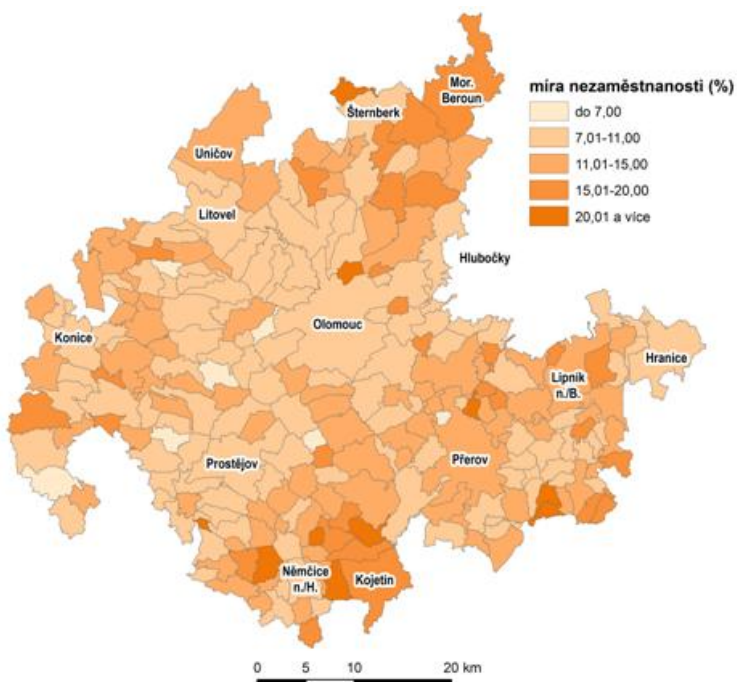 míra nezaměstnanosti (%)
do 7,00
7,01-11,00
11,01-15,00
15,01-20,00
20,01 a více
Mor.
Beroun
Šternberk
Uničov
Litovel
Hlubočky
Olomouc
Konice
Hranice
Lipník
n./B.
Prostějov
Přerov
Němčice
n./H.
Kojetín
0 5 10 20 km